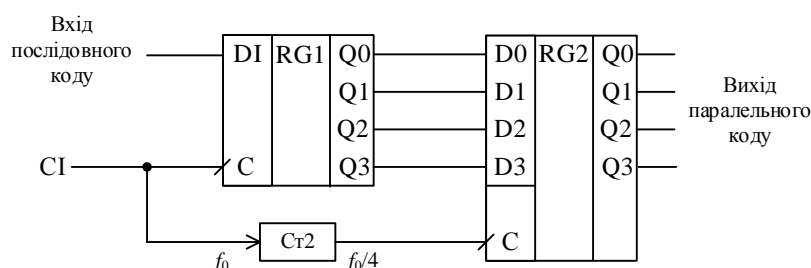 Вхід
послідовного
коду
DI RG1 Q0
Q1
Q2
Q3
C
D0 RG2 Q0
D1 Q1
D2 Q2
D3 Q3
C
Вихід
паралельного
коду
CI
f₀
Ст2
f₀/4